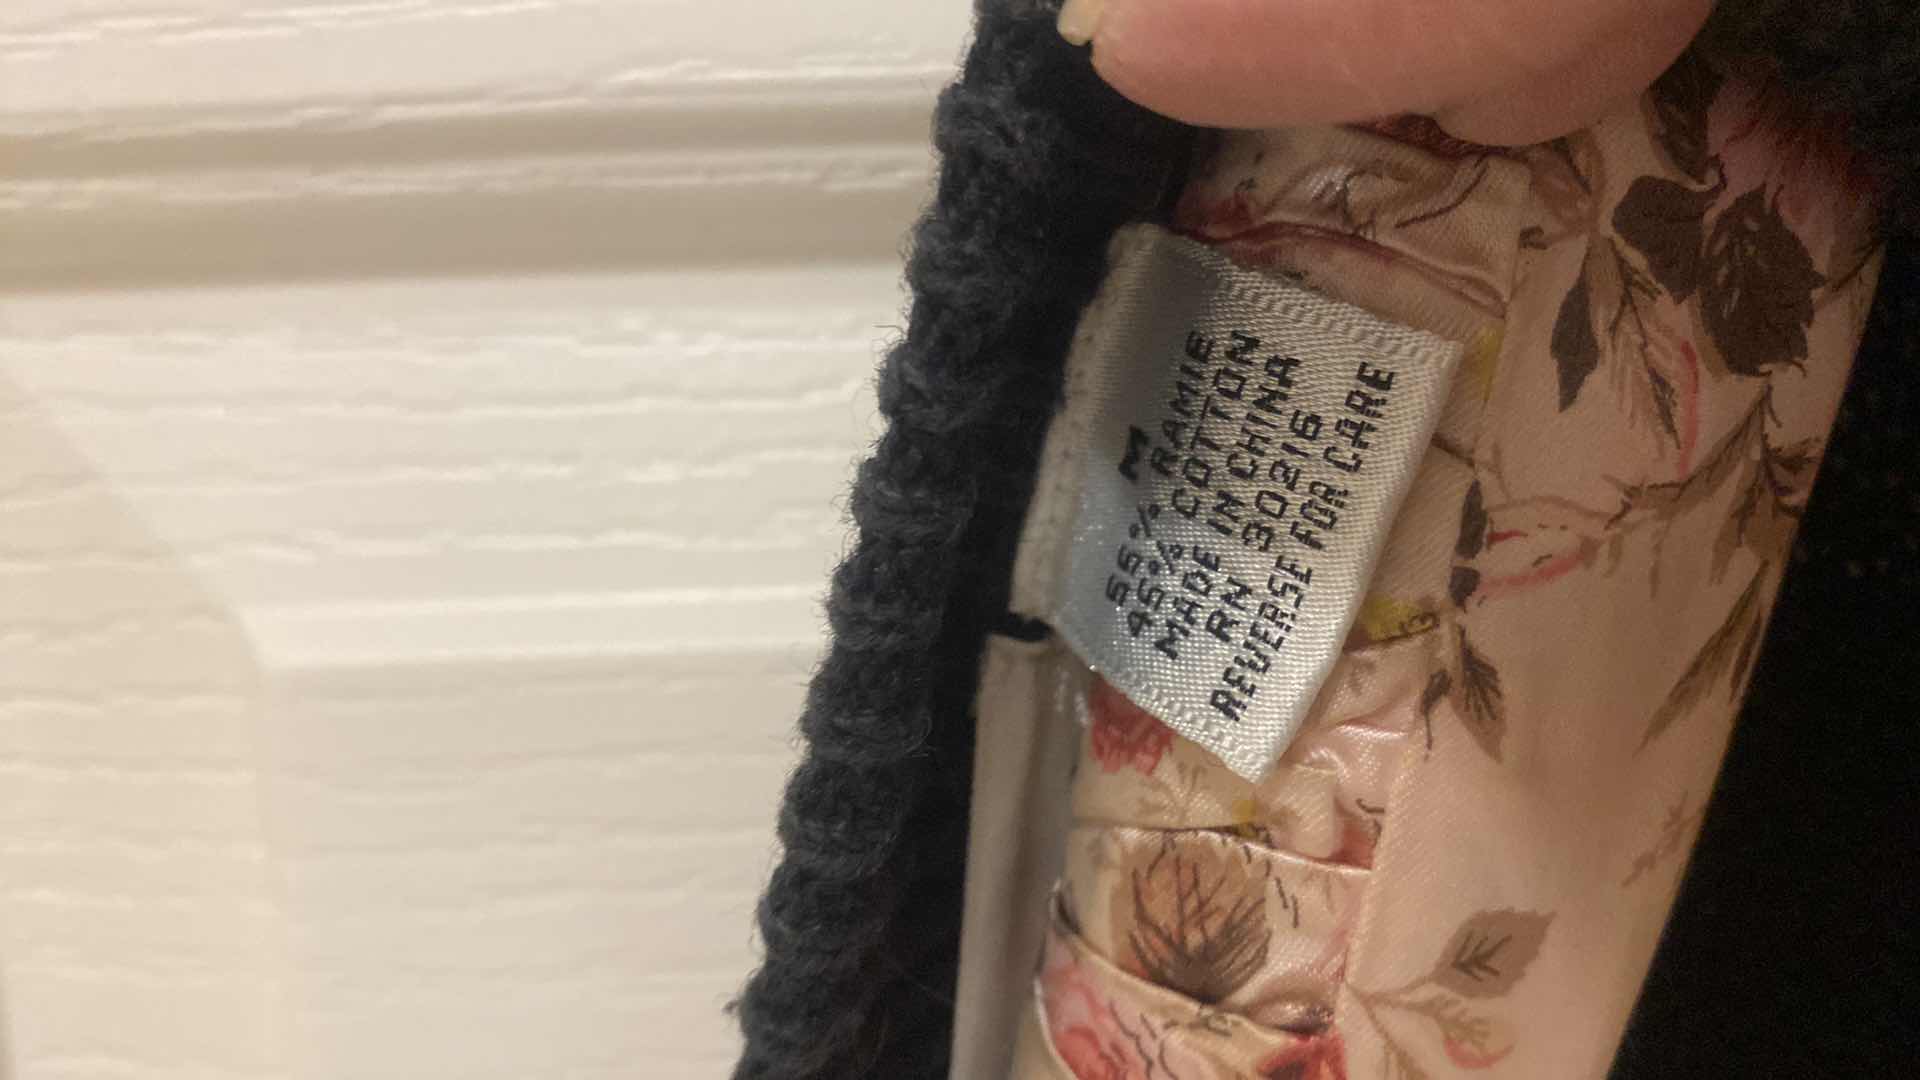 M
55% RAMIE
45% COTTON
MADE IN CHINA
RN 30216
REVERSE FOR CARE